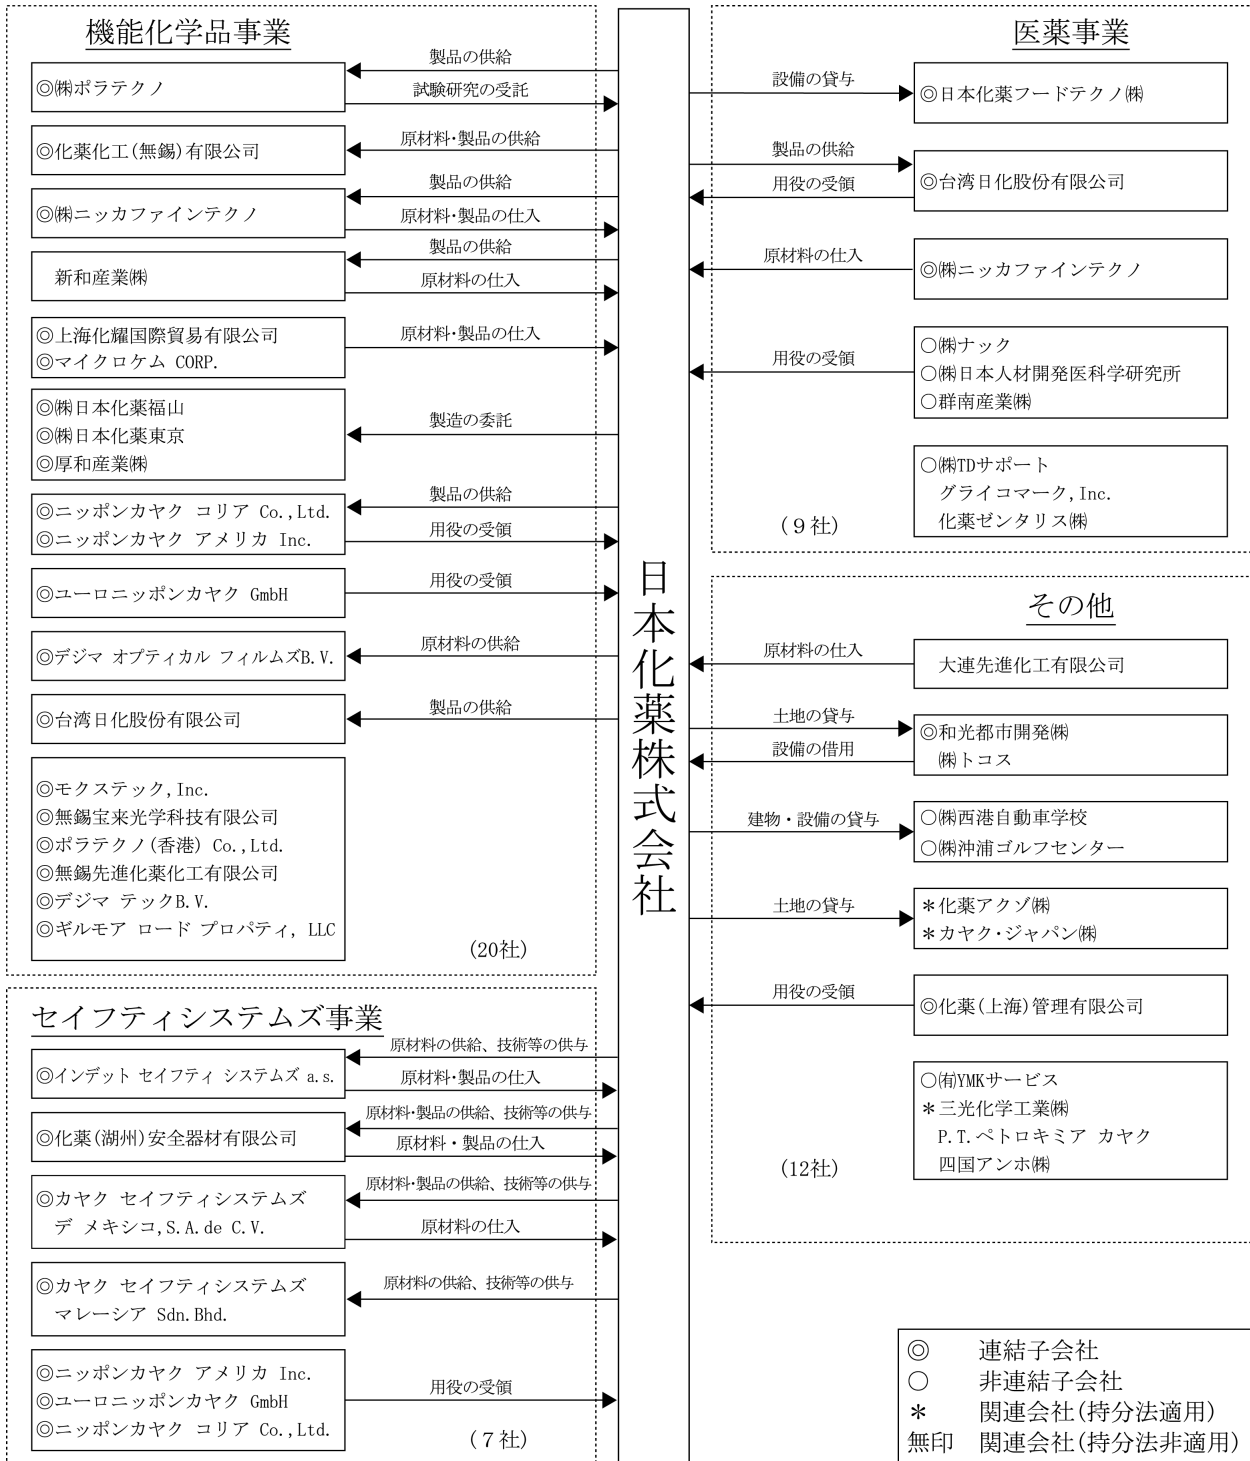 機能化学品事業
製品の供給
◎㈱ポラテクノ
試験研究の受託
原材料・製品の供給
◎化薬化工(無錫)有限公司
製品の供給
◎㈱ニッカファインテクノ
原材料・製品の仕入
製品の供給
新和産業㈱
原材料の仕入
◎上海化耀国際貿易有限公司
原材料・製品の仕入
◎マイクロケム CORP.
◎㈱日本化薬福山
◎㈱日本化薬東京
製造の委託
◎厚和産業㈱
製品の供給
◎ニッポンカヤク コリア Co.,Ltd.
◎ニッポンカヤク アメリカ Inc.
用役の受領
◎ユーロニッポンカヤク GmbH
用役の受領
◎デジマ オプティカル フィルムズB.V.
原材料の供給
◎台湾日化股份有限公司
製品の供給
◎モクステック,Inc.
◎無錫宝来光学科技有限公司
◎ポラテクノ(香港) Co.,Ltd.
◎無錫先進化薬化工有限公司
◎デジマ テックB.V.
◎ギルモア ロード プロパティ, LLC
(20社)
セイフティシステムズ事業
原材料の供給、技術等の供与
◎インデット セイフティ システムズ a.s.
原材料・製品の仕入
原材料・製品の供給、技術等の供与
◎化薬(湖州)安全器材有限公司
原材料・製品の仕入
原材料・製品の供給、技術等の供与
◎カヤク セイフティシステムズ
デ メキシコ,S.A.de C.V.
原材料の仕入
◎カヤク セイフティシステムズ
マレーシア Sdn.Bhd.
原材料の供給、技術等の供与
◎ニッポンカヤク アメリカ Inc.
◎ユーロニッポンカヤク GmbH
◎ニッポンカヤク コリア Co.,Ltd.
用役の受領
(7社)
日本化薬株式会社
医薬事業
設備の貸与
◎日本化薬フードテクノ㈱
製品の供給
◎台湾日化股份有限公司
用役の受領
原材料の仕入
◎㈱ニッカファインテクノ
○㈱ナック
用役の受領
○㈱日本人材開発医科学研究所
○群南産業㈱
○㈱TDサポート
グライコマーク,Inc.
化薬ゼンタリス㈱
(9社)
その他
原材料の仕入
大連先進化工有限公司
土地の貸与
◎和光都市開発㈱
設備の借用
㈱トコス
建物・設備の貸与
○㈱西港自動車学校
○㈱沖浦ゴルフセンター
土地の貸与
＊化薬アクゾ㈱
＊カヤク・ジャパン㈱
用役の受領
◎化薬(上海)管理有限公司
○㈲YMKサービス
＊三光化学工業㈱
P.T.ペトロキミア カヤク
四国アンホ㈱
(12社)
◎ 連結子会社
○ 非連結子会社
＊ 関連会社(持分法適用)
無印 関連会社(持分法非適用)